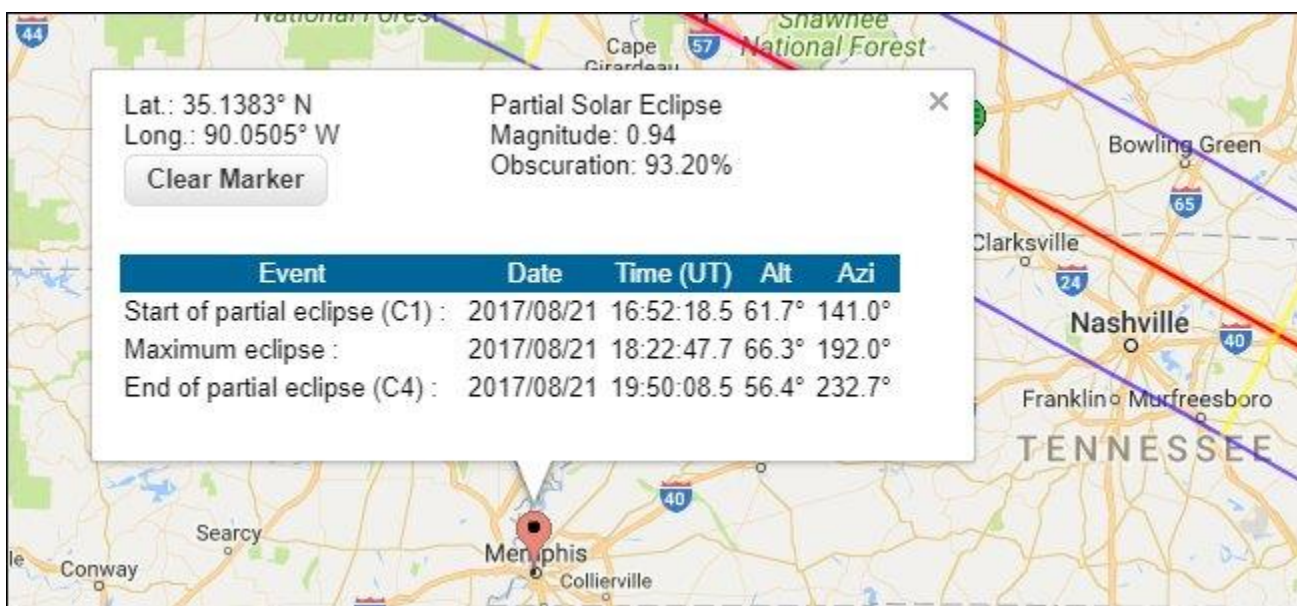 National Forest
44
Cape
Girardeau
57
Shawnee
National Forest
Lat.: 35.1383° N
Long.: 90.0505° W
Clear Marker
Partial Solar Eclipse
Magnitude: 0.94
Obscuration: 93.20%
×
Event Date Time (UT) Alt Azi
Start of partial eclipse (C1) : 2017/08/21 16:52:18.5 61.7° 141.0°
Maximum eclipse : 2017/08/21 18:22:47.7 66.3° 192.0°
End of partial eclipse (C4) : 2017/08/21 19:50:08.5 56.4° 232.7°
Bowling Green
65
Clarksville
24
Nashville
40
Franklin
Murfreesboro
TENNESSEE
40
Searcy
Memphis
Conway
Collierville